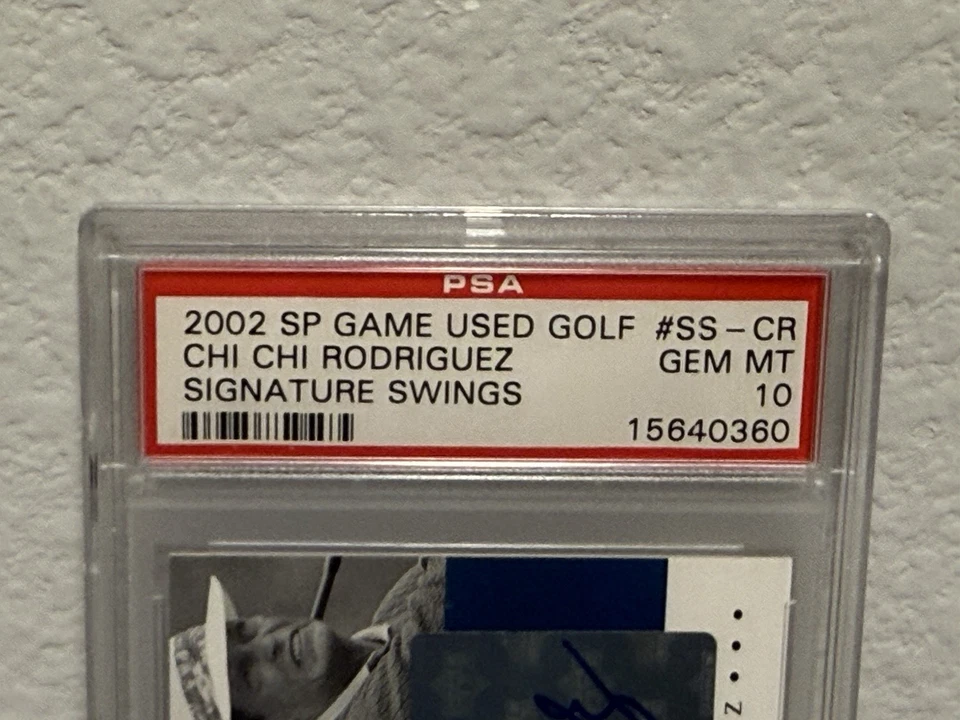 PSA
2002 SP GAME USED GOLF #SS-CR
CHI CHI RODRIGUEZ GEM MT
SIGNATURE SWINGS 10
15640360
Z